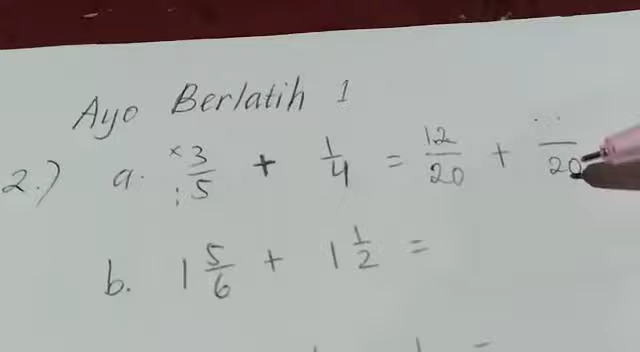 Ayo Berlatih 1
2.) a. × 3/5 : + 1/4 = 12/20 + ../20
b. 1 5/6 + 1 1/2 =